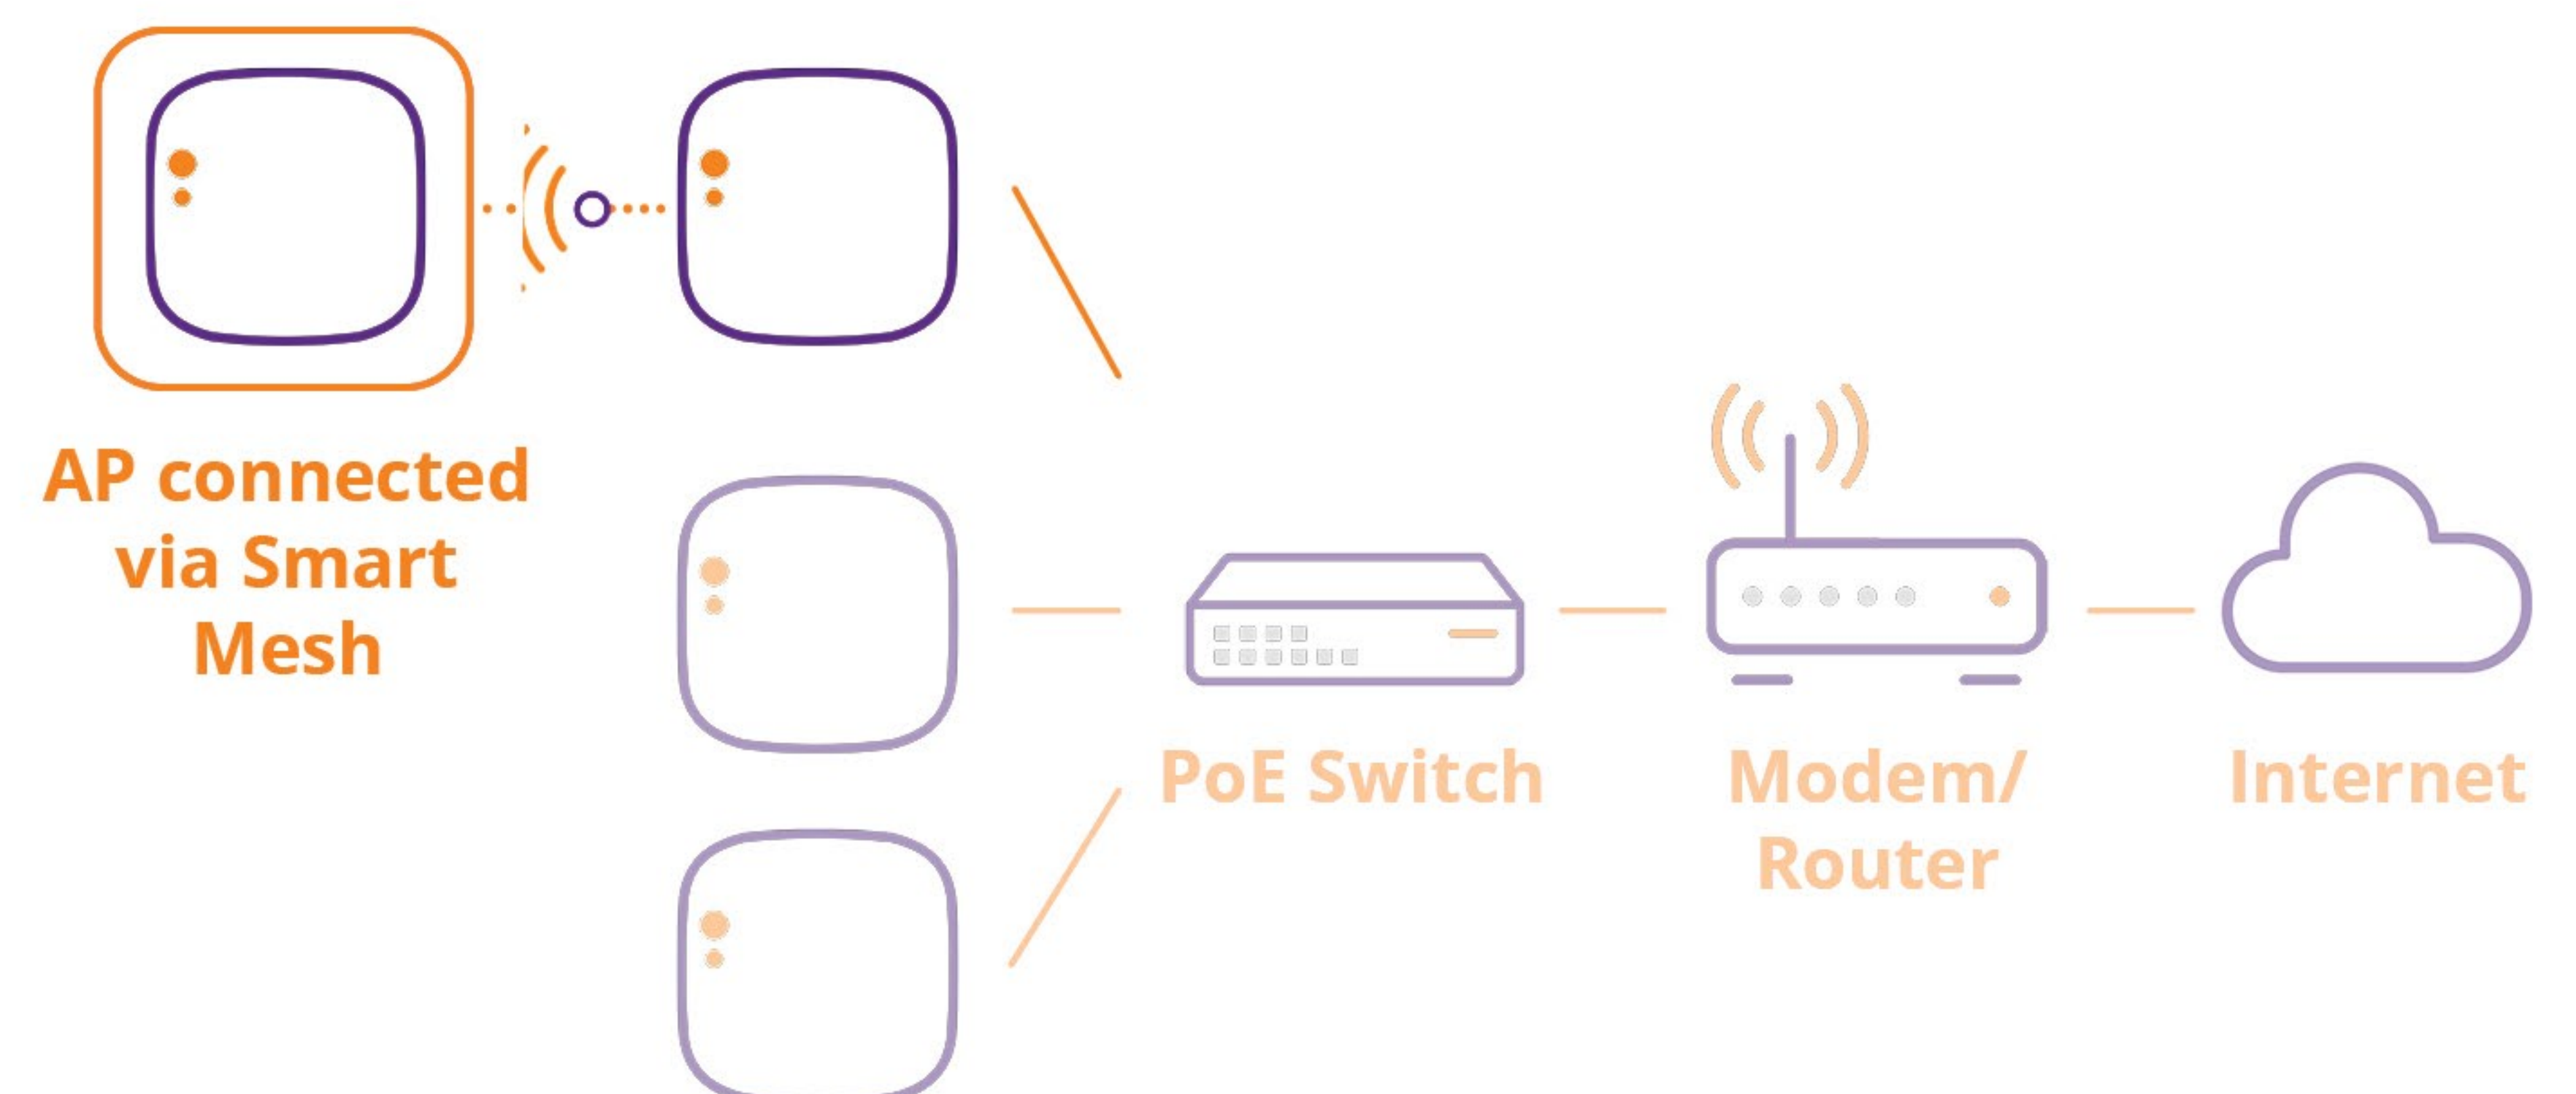 AP connected
via Smart
Mesh
PoE Switch
Modem/
Router
Internet